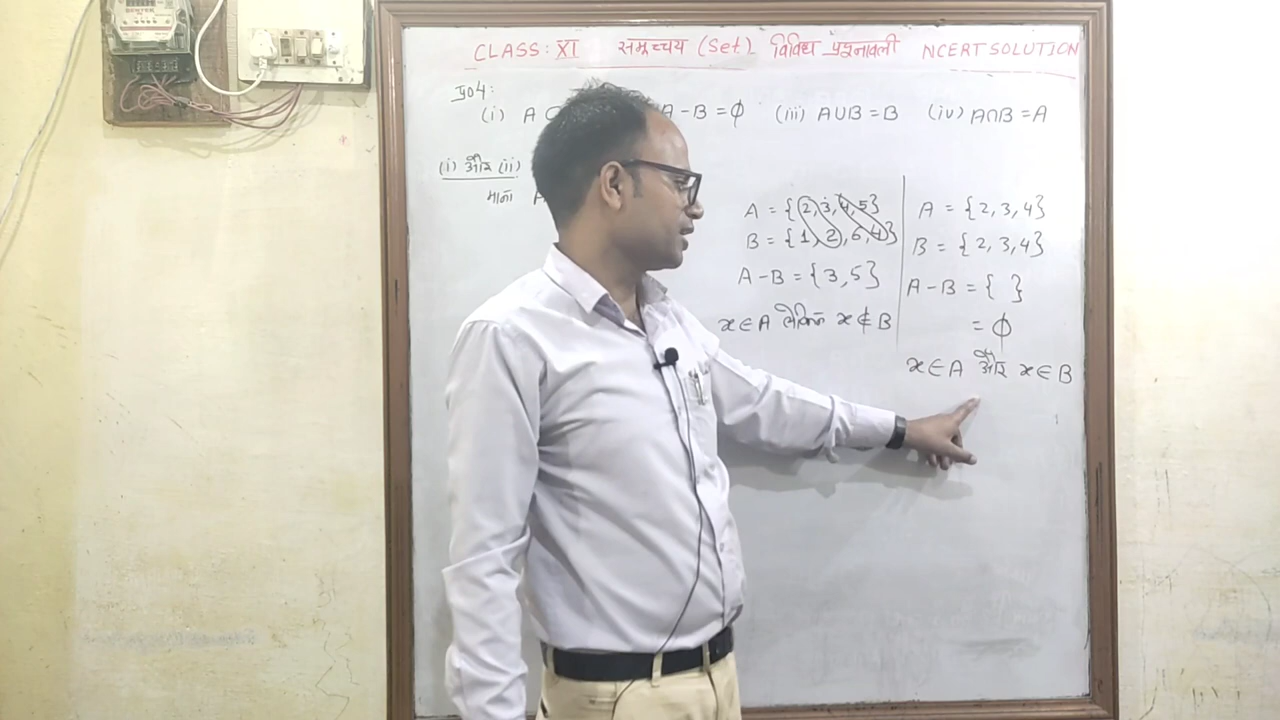 CLASS: XI समुच्चय (Set) विविध प्रश्नावली NCERT SOLUTION
प्र04:
(i) A A-B = ϕ (iii) A∪B = B (iv) A∩B = A
(i) और (ii)
माना
A = {2, 3, 4, 5}
B = {1, 2, 6, 4}
A-B = {3, 5}
x∈A लेकिन x∉B
A = {2, 3, 4}
B = {2, 3, 4}
A-B = { }
= ϕ
x∈A और x∈B